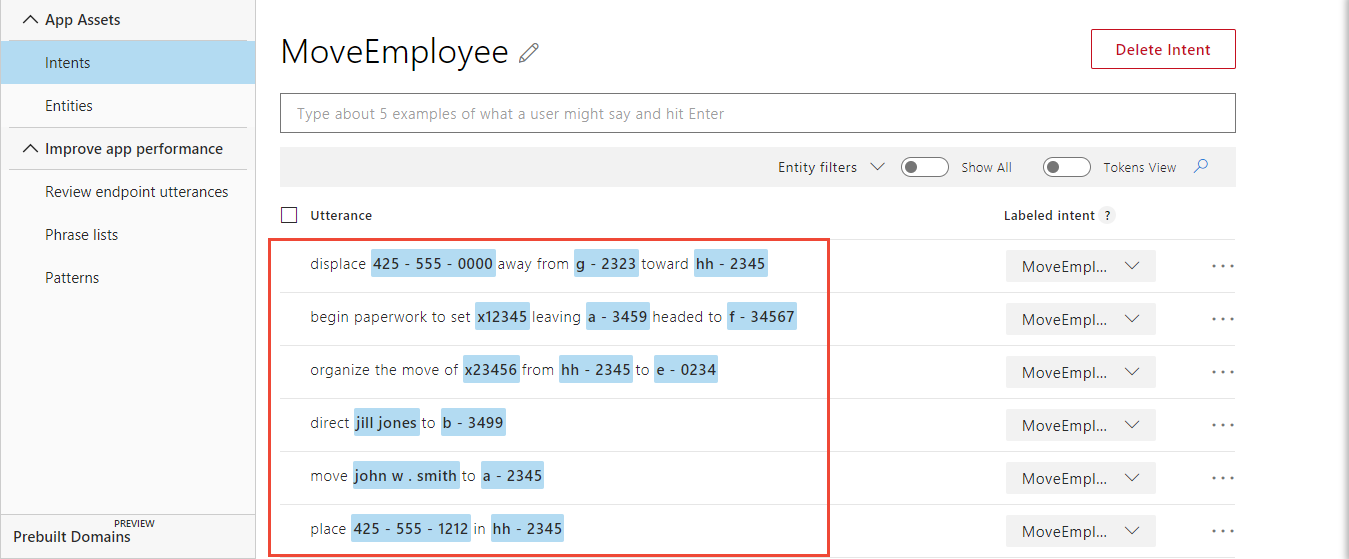 App Assets
Intents
Entities
Improve app performance
Review endpoint utterances
Phrase lists
Patterns
PREVIEW
Prebuilt Domains
MoveEmployee
Delete Intent
Type about 5 examples of what a user might say and hit Enter
Entity filters Show All Tokens View
Utterance Labeled intent ?
displace 425 - 555 - 0000 away from g - 2323 toward hh - 2345 MoveEmpl... ...
begin paperwork to set x12345 leaving a - 3459 headed to f - 34567 MoveEmpl... ...
organize the move of x23456 from hh - 2345 to e - 0234 MoveEmpl... ...
direct jill jones to b - 3499 MoveEmpl... ...
move john w . smith to a - 2345 MoveEmpl... ...
place 425 - 555 - 1212 in hh - 2345 MoveEmpl... ...